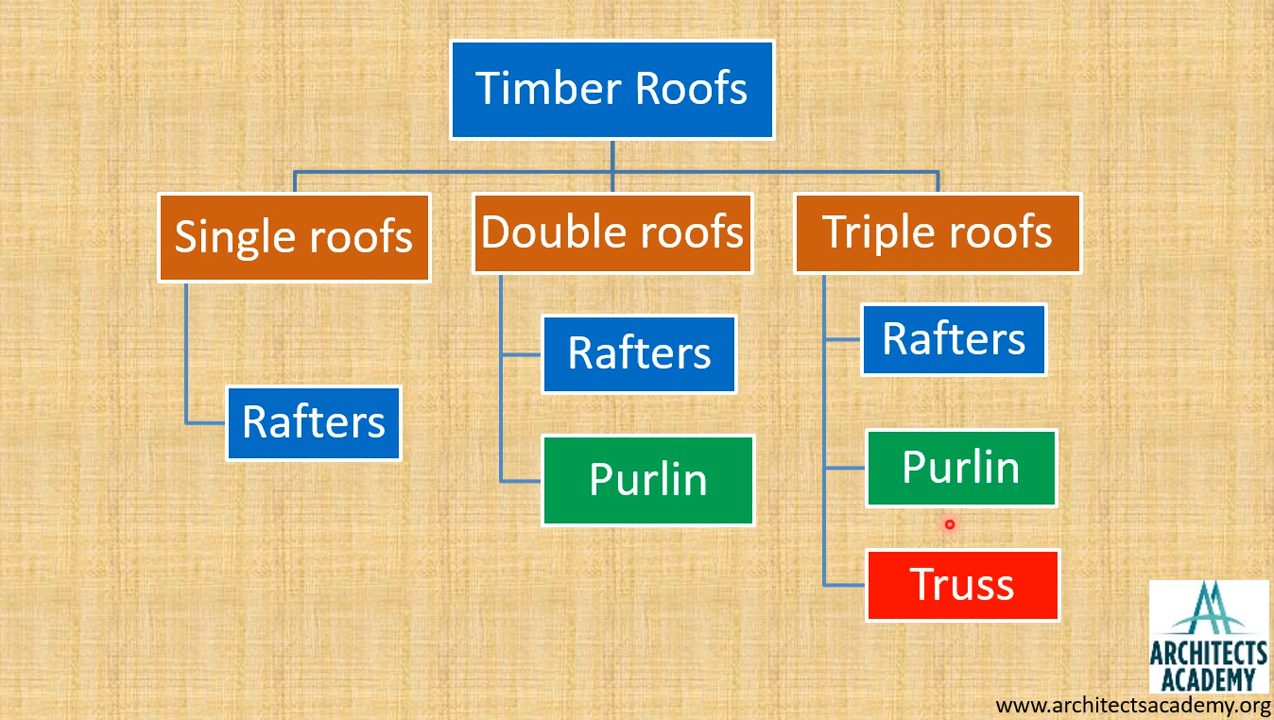 Timber Roofs
Single roofs
Double roofs
Triple roofs
Rafters
Rafters
Purlin
Rafters
Purlin
Truss
ARCHITECTS
ACADEMY
www.architectsacademy.org